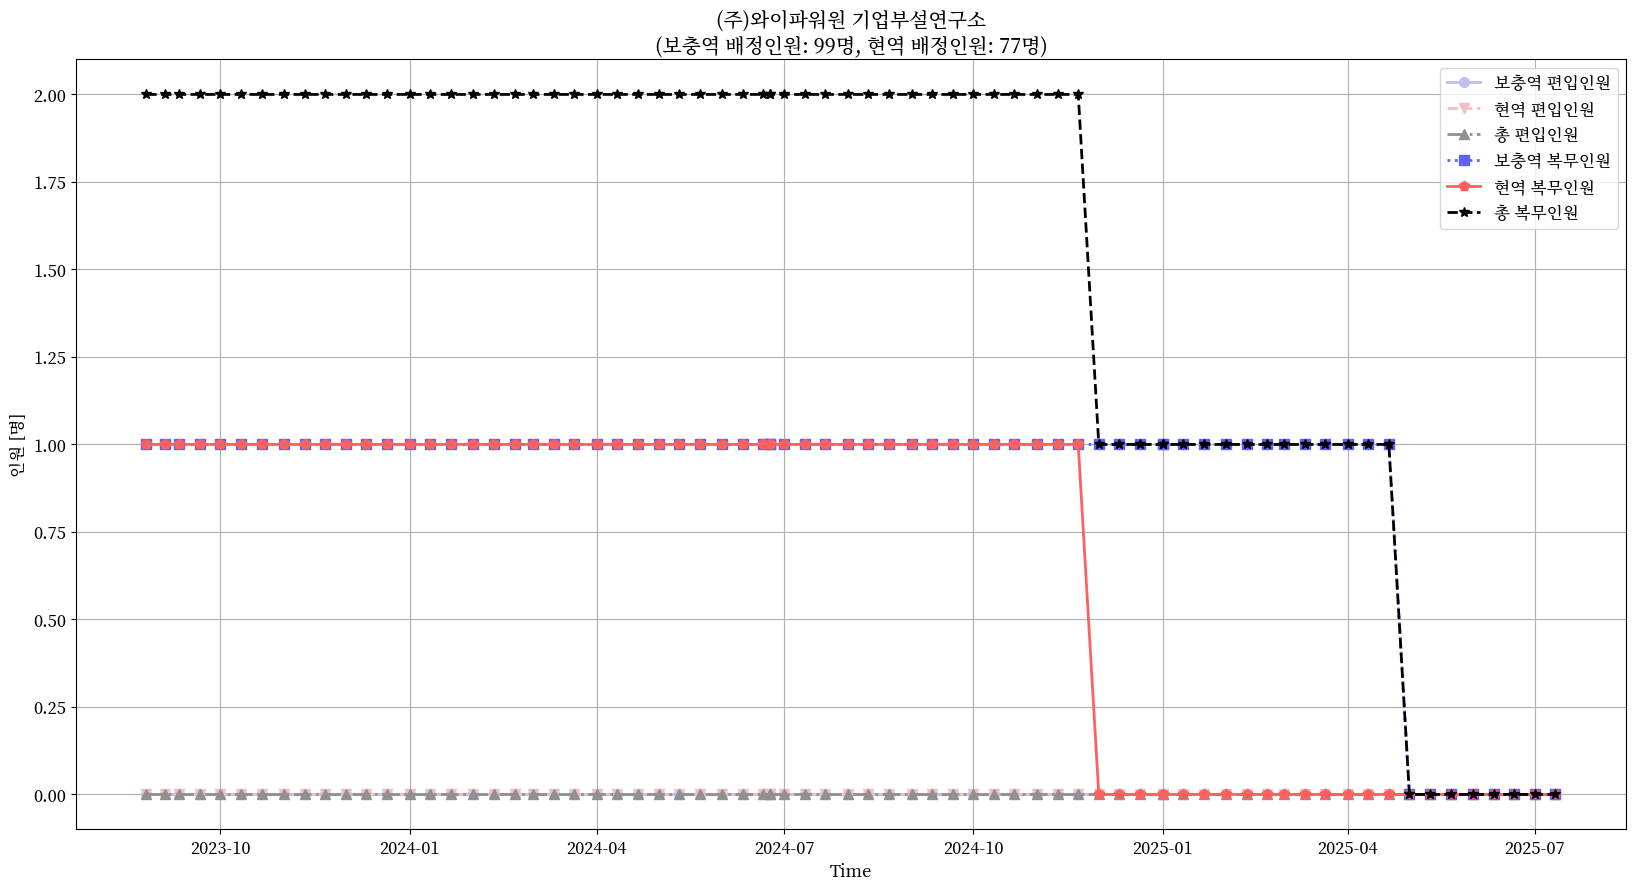 (주)와이파워원 기업부설연구소
(보충역 배정인원: 99명, 현역 배정인원: 77명)
보충역 편입인원
현역 편입인원
총 편입인원
보충역 복무인원
현역 복무인원
총 복무인원
인원 [명]
2.00
1.75
1.50
1.25
1.00
0.75
0.50
0.25
0.00
2023-10 2024-01 2024-04 2024-07 2024-10 2025-01 2025-04 2025-07
Time